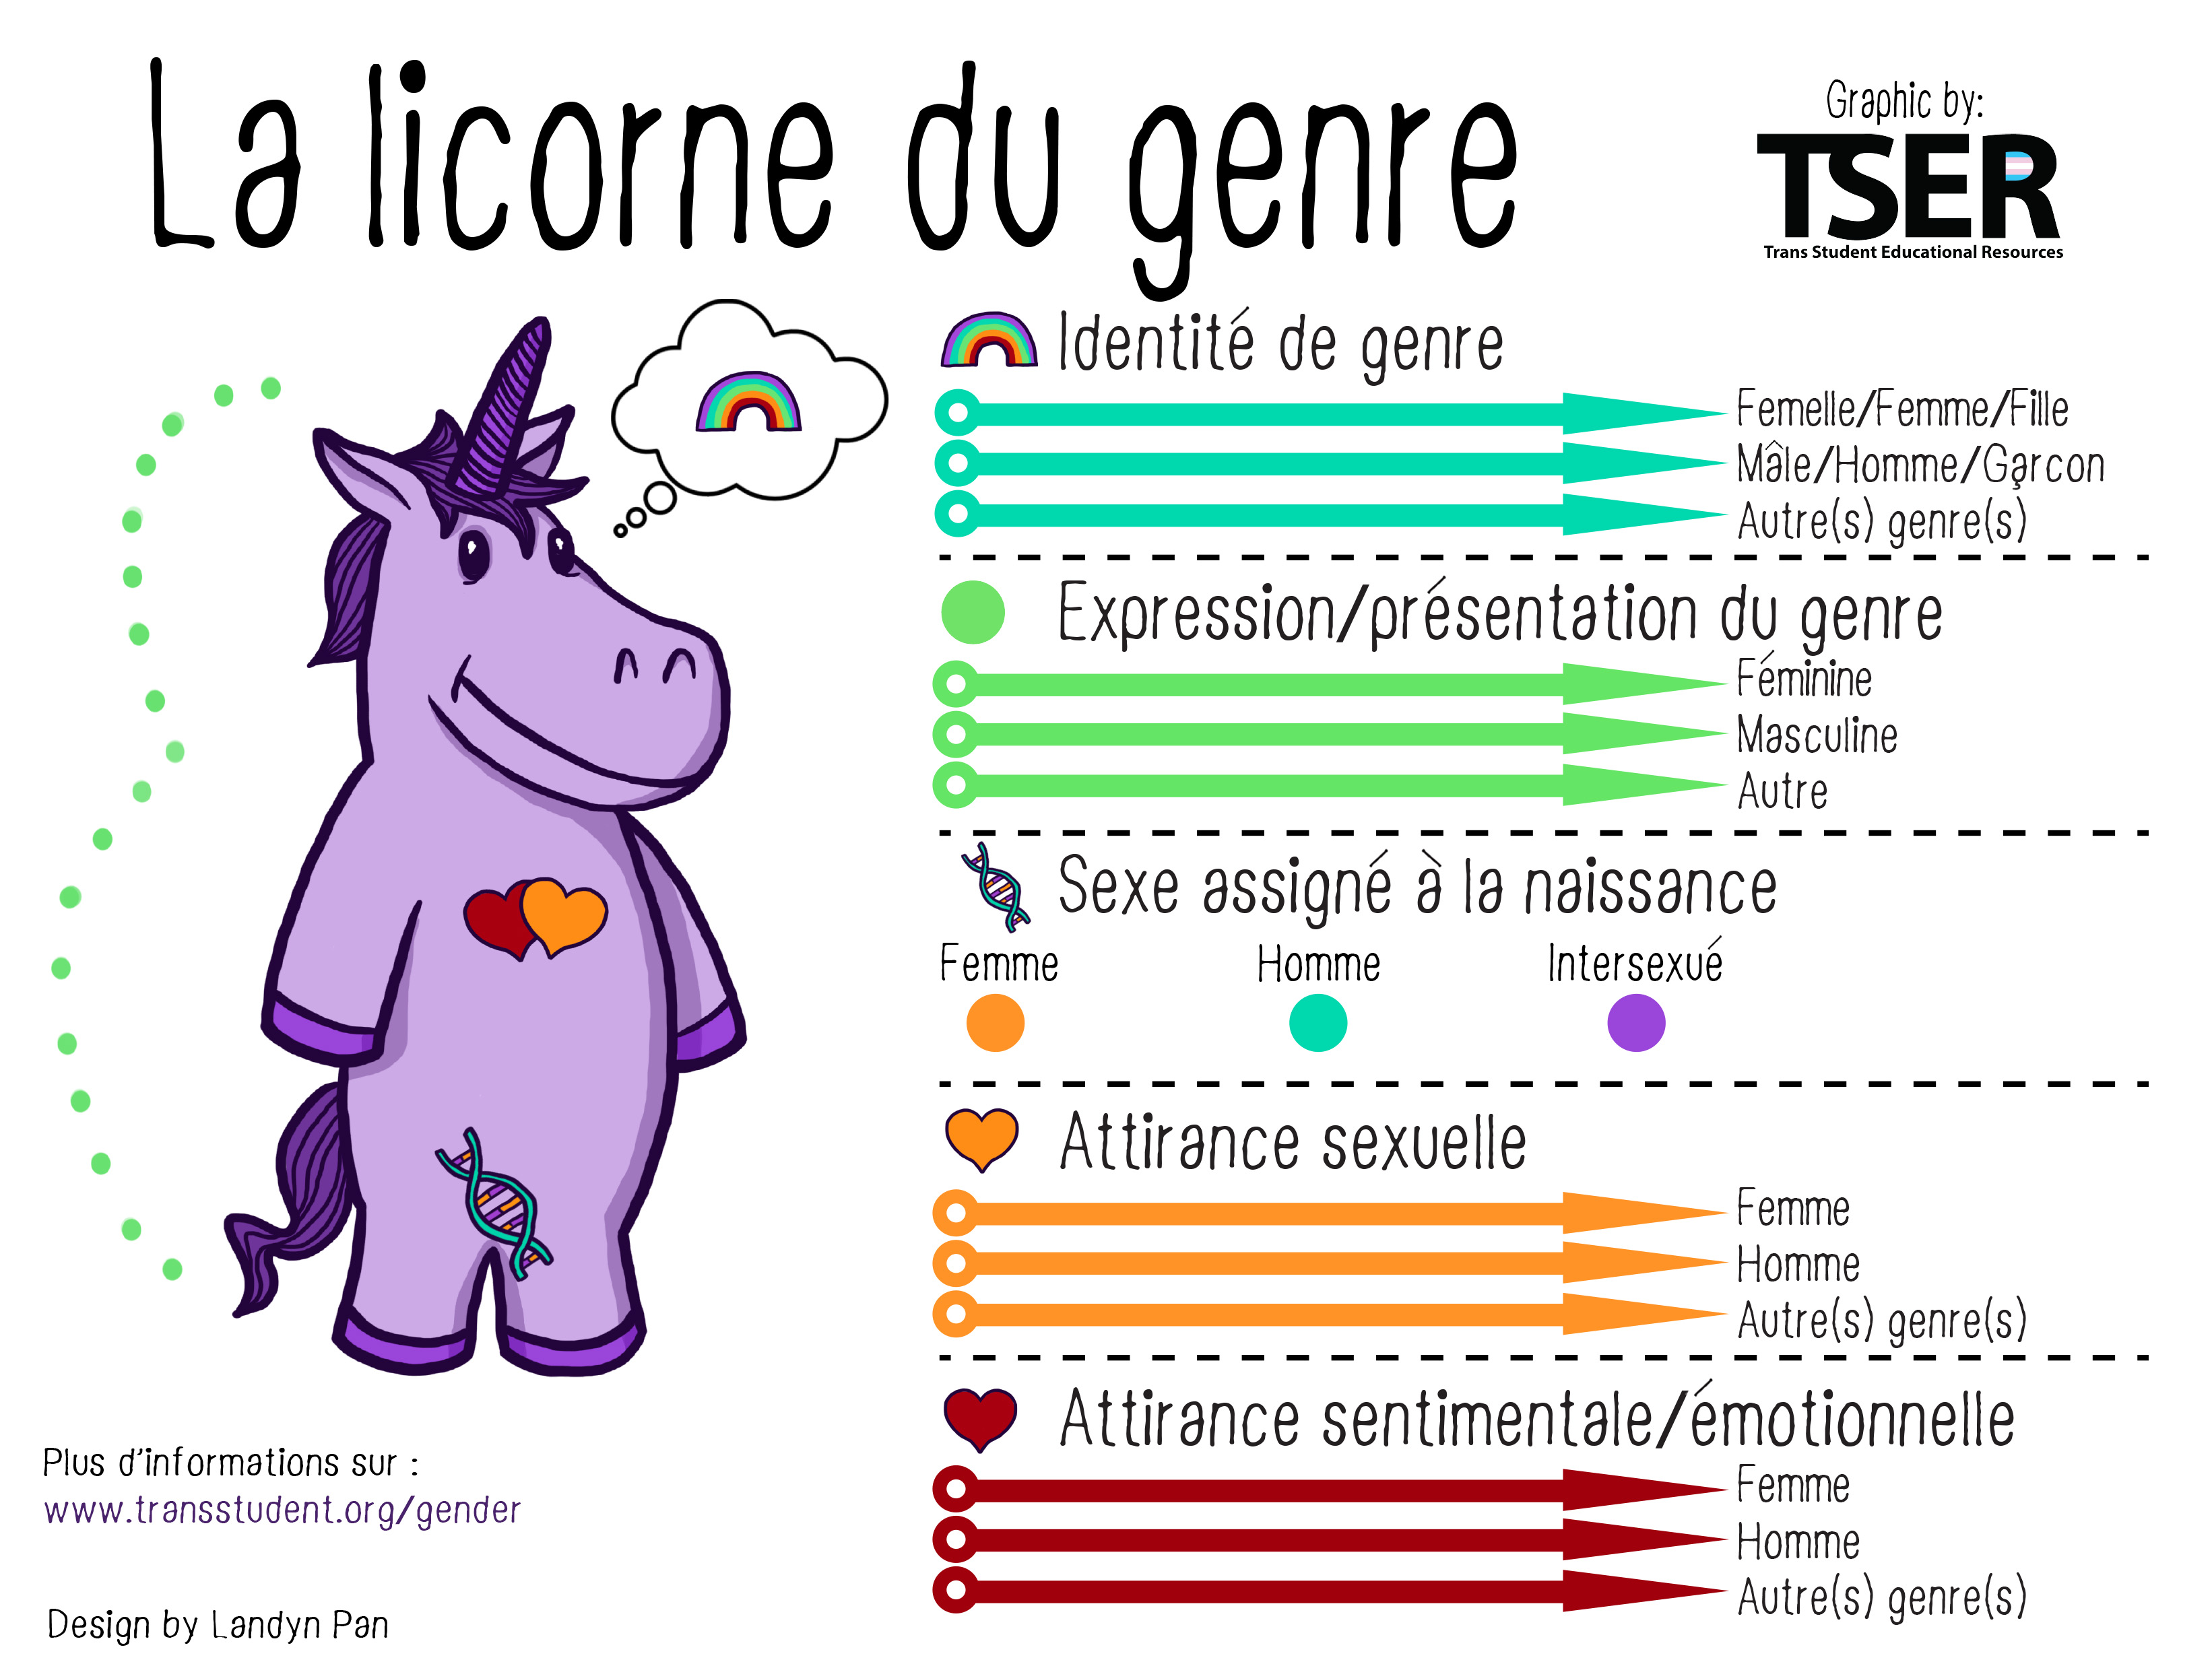 La licorne du genre
Graphic by:
TSER
Trans Student Educational Resources
Identité de genre
Femelle/Femme/Fille
Mâle/Homme/Gaŗcon
Autre(s) genre(s)
Expression/présentation du genre
Féminine
Masculine
Autre
Sexe assigné à la naissance
Femme Homme Intersexué
Attirance sexuelle
Femme
Homme
Autre(s) genre(s)
Attirance sentimentale/émotionnelle
Femme
Homme
Autre(s) genre(s)
Plus d'informations sur :
www.transstudent.org/gender
Design by Landyn Pan